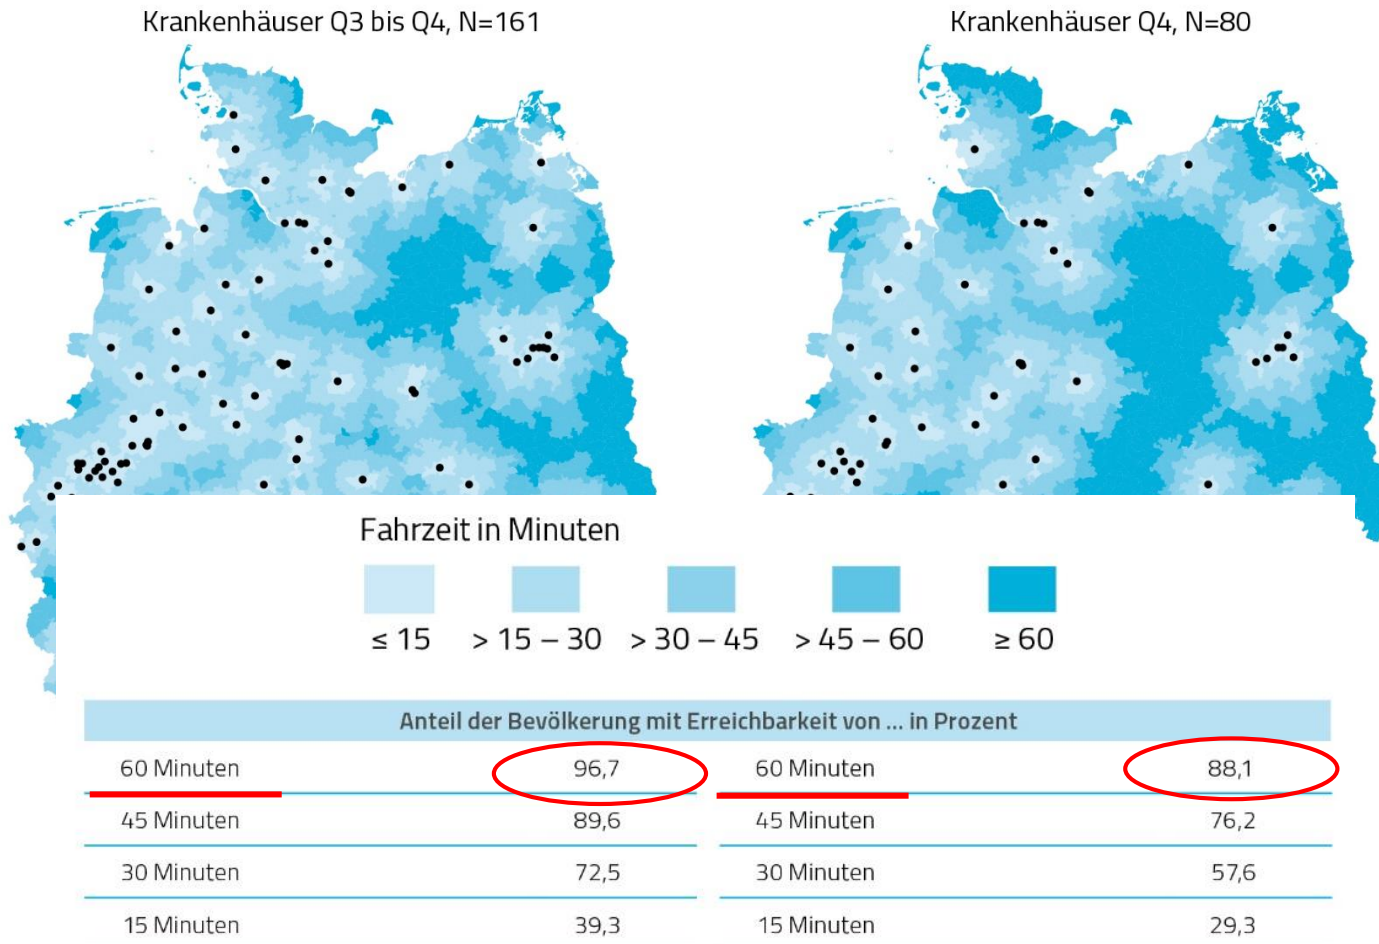 Krankenhäuser Q3 bis Q4, N=161
Krankenhäuser Q4, N=80
Fahrzeit in Minuten
≤ 15 > 15 – 30 > 30 – 45 > 45 – 60 ≥ 60
Anteil der Bevölkerung mit Erreichbarkeit von ... in Prozent
60 Minuten 96,7 60 Minuten 88,1
45 Minuten 89,6 45 Minuten 76,2
30 Minuten 72,5 30 Minuten 57,6
15 Minuten 39,3 15 Minuten 29,3